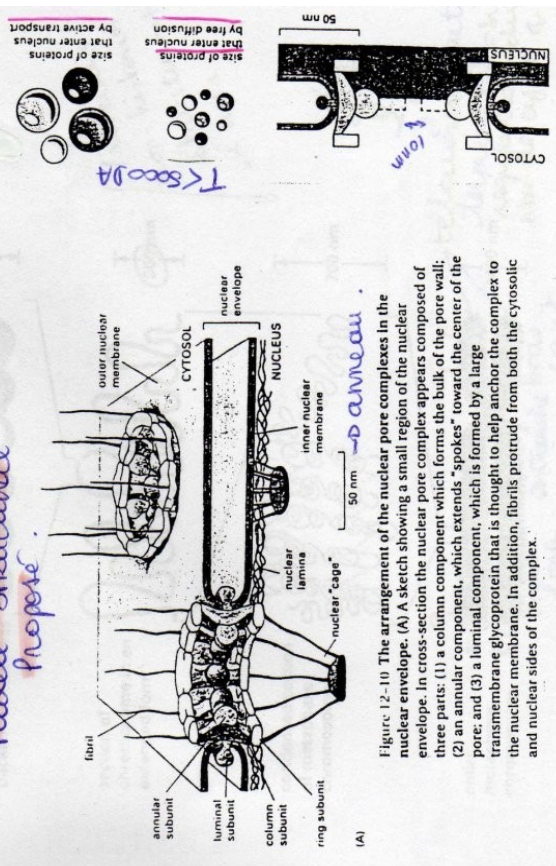 Proposé.
outer nuclear
membrane
CYTOSOL
nuclear
envelope
NUCLEUS
fibril
annular
subunit
luminal
subunit
column
subunit
ring subunit
nuclear
lamina
inner nuclear
membrane
nuclear "cage"
50 nm
→ anneau.
(A)
Figure 12–10 The arrangement of the nuclear pore complexes in the
nuclear envelope. (A) A sketch showing a small region of the nuclear
envelope. In cross-section the nuclear pore complex appears composed of
three parts: (1) a column component which forms the bulk of the pore wall;
(2) an annular component, which extends "spokes" toward the center of the
pore; and (3) a luminal component, which is formed by a large
transmembrane glycoprotein that is thought to help anchor the complex to
the nuclear membrane. In addition, fibrils protrude from both the cytosolic
and nuclear sides of the complex.
CYTOSOL
NUCLEUS
50 nm
10nm
size of proteins
that enter nucleus
by free diffusion
T<5000DA
size of proteins
that enter nucleus
by active transport